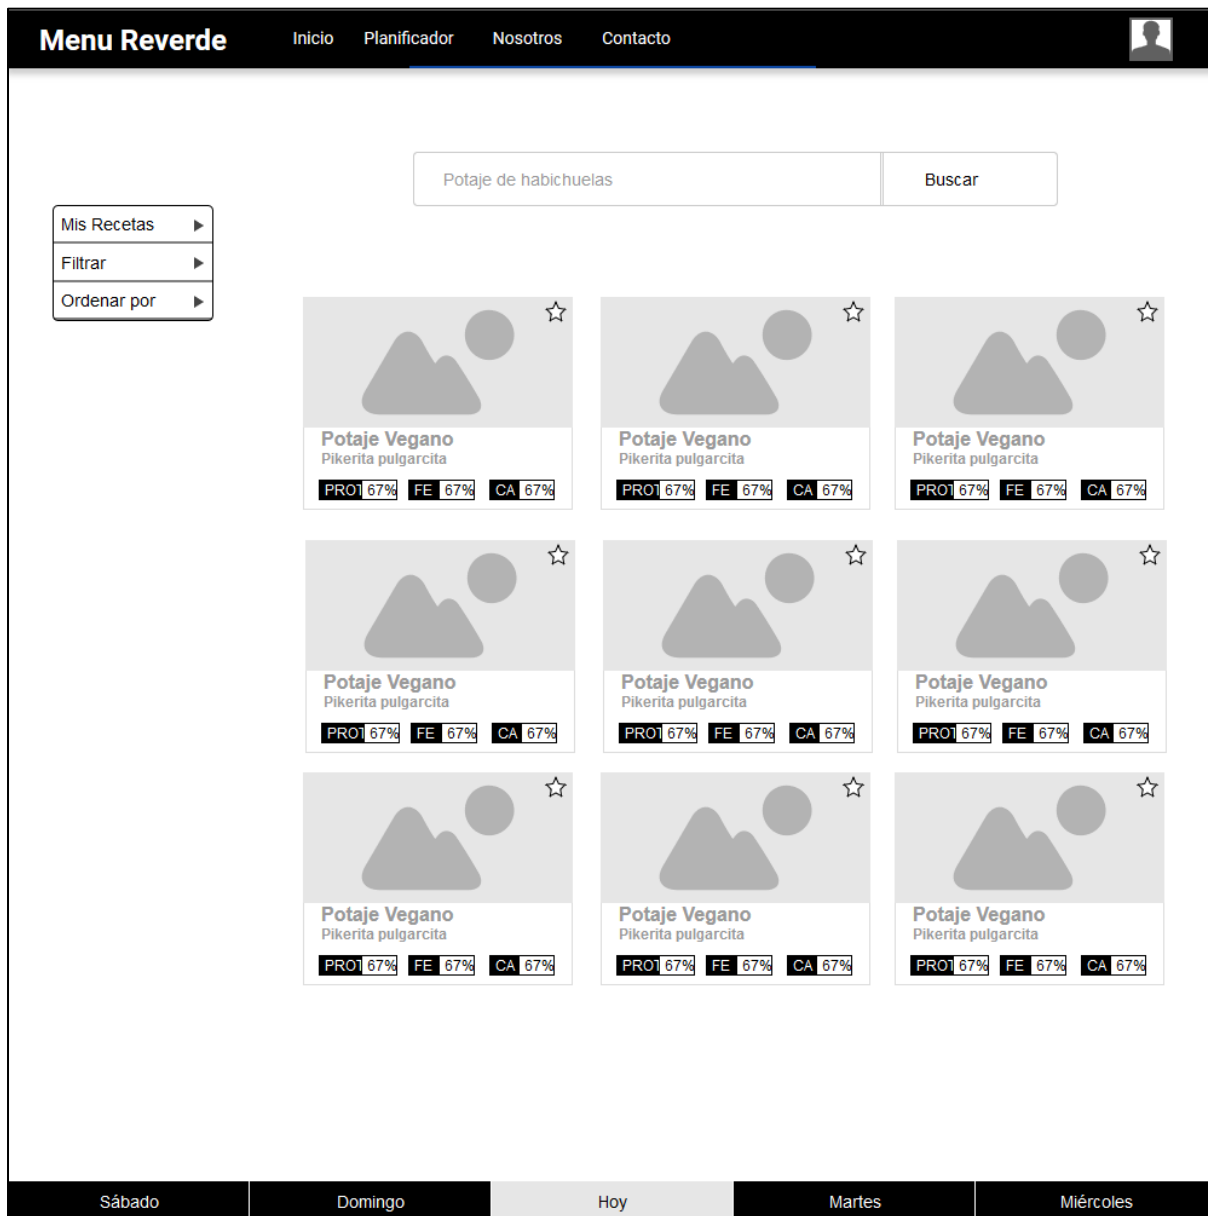 Menu Reverde Inicio Planificador Nosotros Contacto
Potaje de habichuelas Buscar
Mis Recetas
Filtrar
Ordenar por
Potaje Vegano Potaje Vegano Potaje Vegano
Pikerita pulgarcita Pikerita pulgarcita Pikerita pulgarcita
PROT 67% FE 67% CA 67% PROT 67% FE 67% CA 67% PROT 67% FE 67% CA 67%
Potaje Vegano Potaje Vegano Potaje Vegano
Pikerita pulgarcita Pikerita pulgarcita Pikerita pulgarcita
PROT 67% FE 67% CA 67% PROT 67% FE 67% CA 67% PROT 67% FE 67% CA 67%
Potaje Vegano Potaje Vegano Potaje Vegano
Pikerita pulgarcita Pikerita pulgarcita Pikerita pulgarcita
PROT 67% FE 67% CA 67% PROT 67% FE 67% CA 67% PROT 67% FE 67% CA 67%
Sábado Domingo Hoy Martes Miércoles